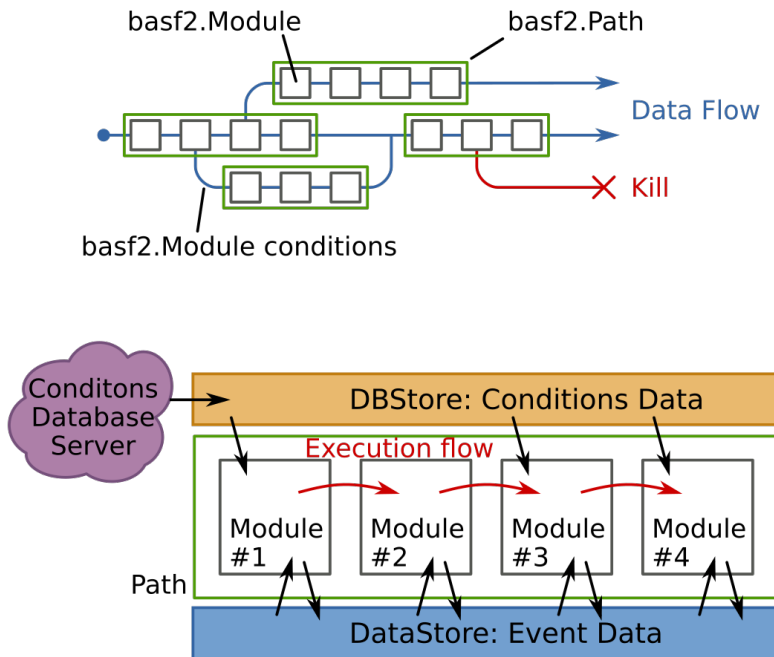 basf2.Module
basf2.Path
Data Flow
Kill
basf2.Module conditions
Conditons
Database
Server
DBStore: Conditions Data
Execution flow
Module
#1
Module
#2
Module
#3
Module
#4
Path
DataStore: Event Data